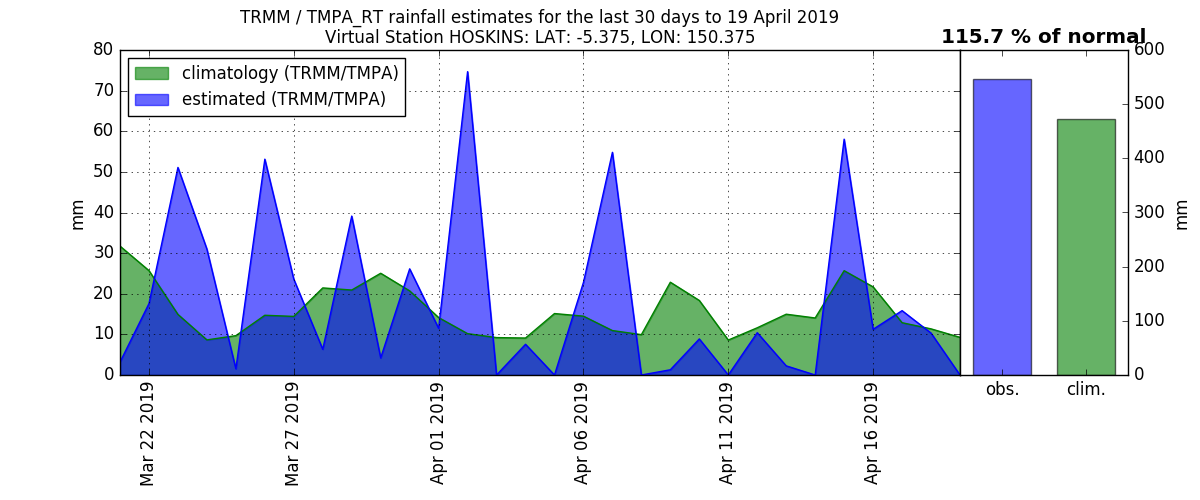 TRMM / TMPA_RT rainfall estimates for the last 30 days to 19 April 2019
Virtual Station HOSKINS: LAT: -5.375, LON: 150.375
115.7 % of normal
climatology (TRMM/TMPA)
estimated (TRMM/TMPA)
mm
80
70
60
50
40
30
20
10
0
Mar 22 2019
Mar 27 2019
Apr 01 2019
Apr 06 2019
Apr 11 2019
Apr 16 2019
600
500
400
300
200
100
0
mm
obs.
clim.